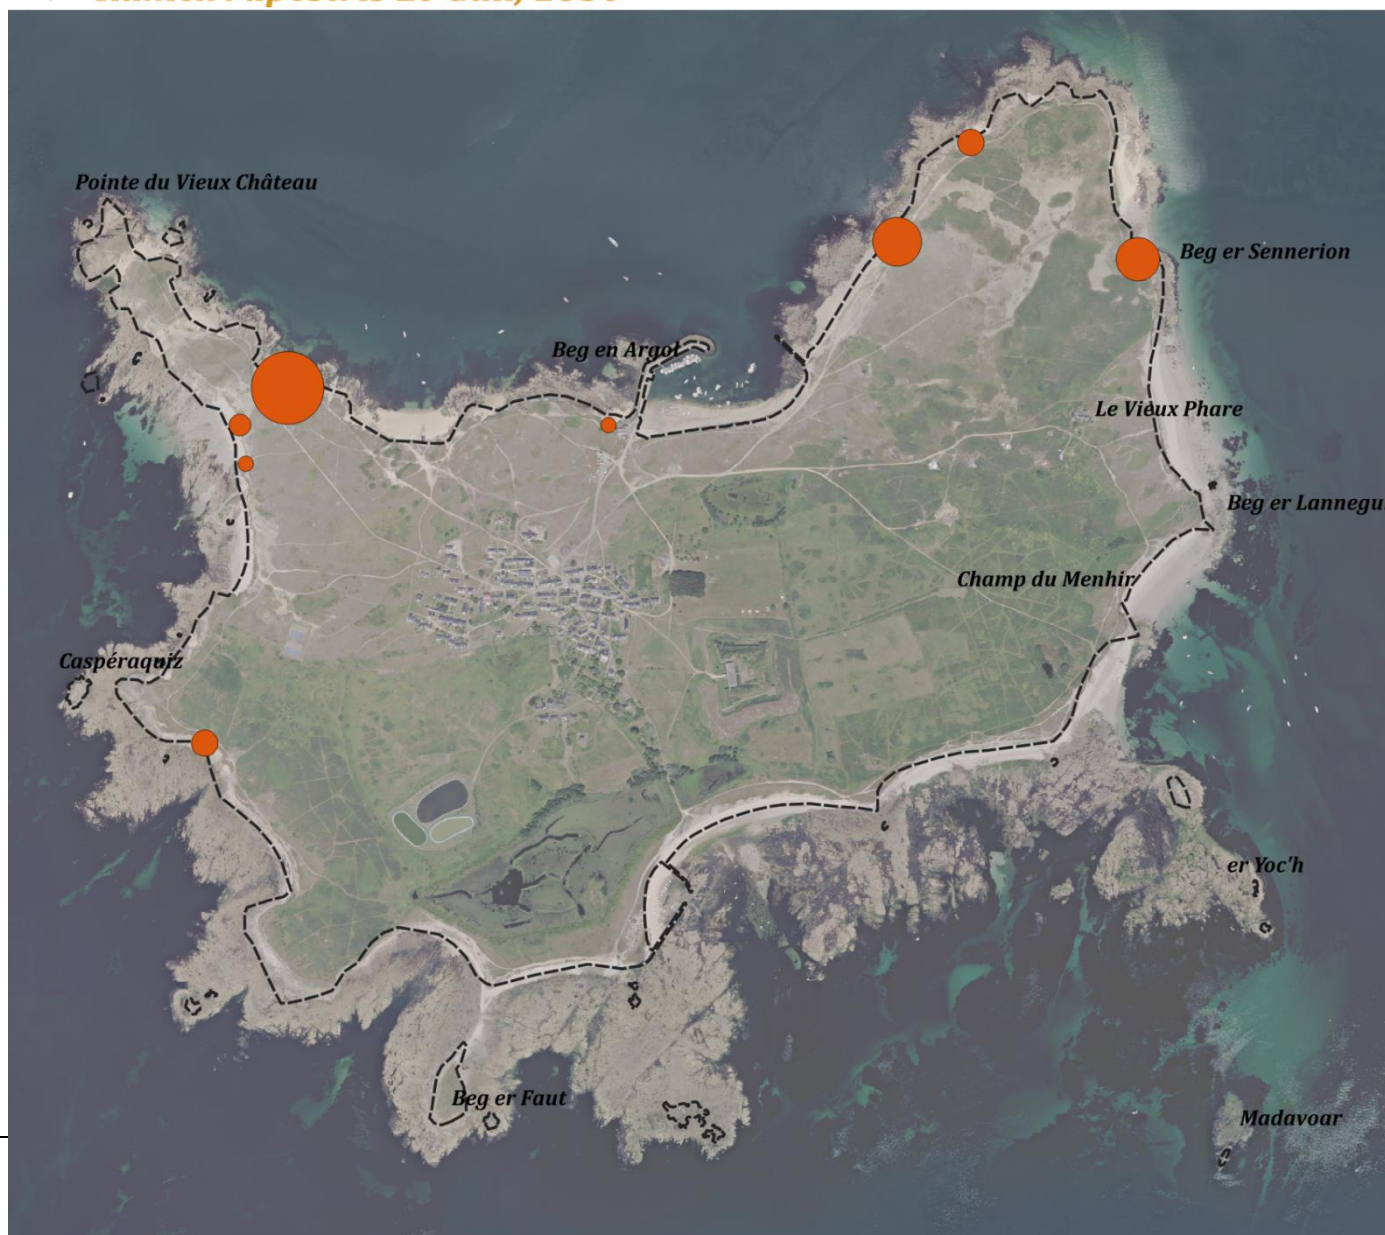 Pointe du Vieux Château
Beg er Sennerion
Beg en Argol
Le Vieux Phare
Beg er Lannegui
Champ du Menhir
Caspéraquiz
er Yoc'h
Beg er Faut
Madavoar